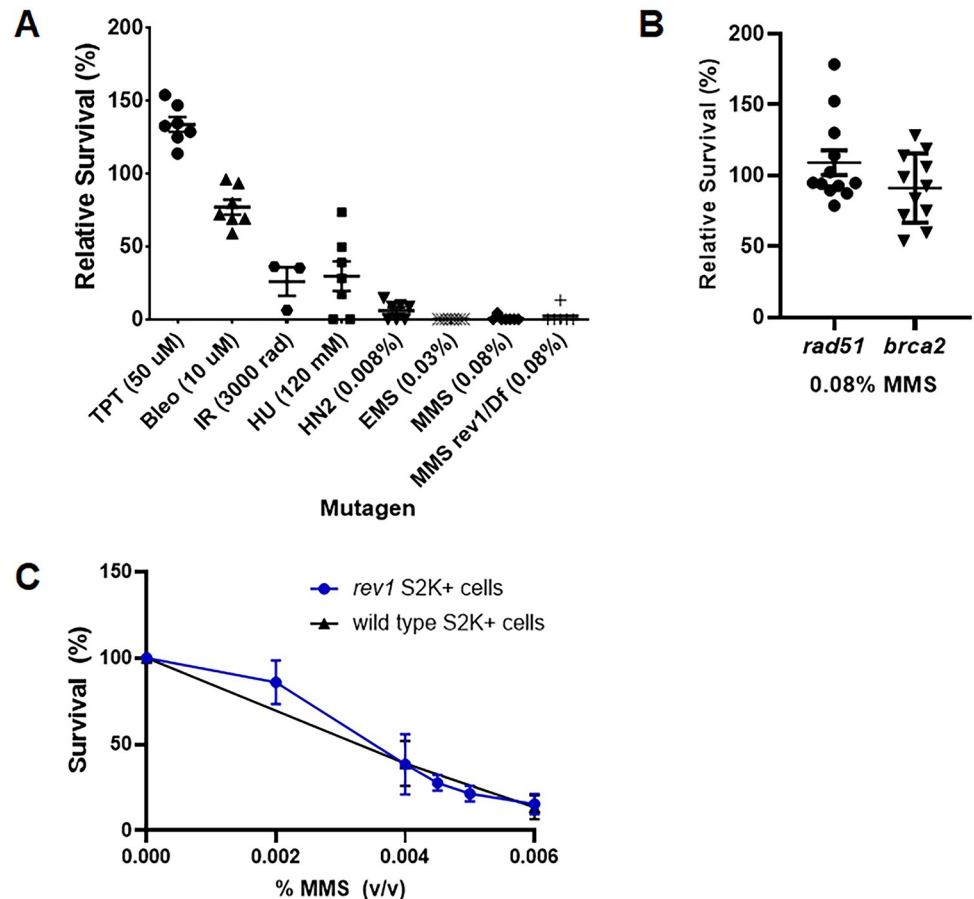 A
200
150
100
50
0
Relative Survival (%)
TPT (50 uM)
Bleo (10 uM)
IR (3000 rad)
HU (120 mM)
HN2 (0.008%)
EMS (0.03%)
MMS (0.08%)
MMS rev1/Df (0.08%)
Mutagen
B
200
150
100
50
0
Relative Survival (%)
rad51 brca2
0.08% MMS
C
150
100
50
0
Survival (%)
rev1 S2K+ cells
wild type S2K+ cells
0.000 0.002 0.004 0.006
% MMS (v/v)